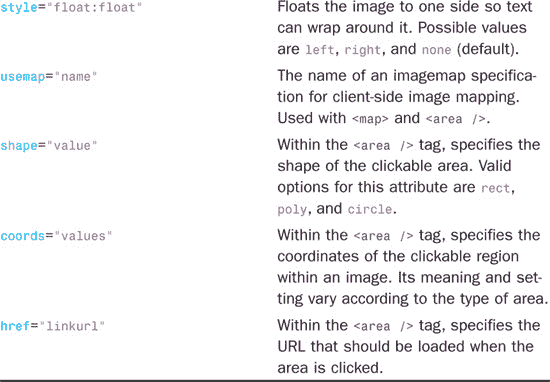 style="float:float" Floats the image to one side so text
can wrap around it. Possible values
are left, right, and none (default).
usemap="name" The name of an imagemap specifica-
tion for client-side image mapping.
Used with <map> and <area />.
shape="value" Within the <area /> tag, specifies the
shape of the clickable area. Valid
options for this attribute are rect,
poly, and circle.
coords="values" Within the <area /> tag, specifies the
coordinates of the clickable region
within an image. Its meaning and set-
ting vary according to the type of area.
href="linkurl" Within the <area /> tag, specifies the
URL that should be loaded when the
area is clicked.